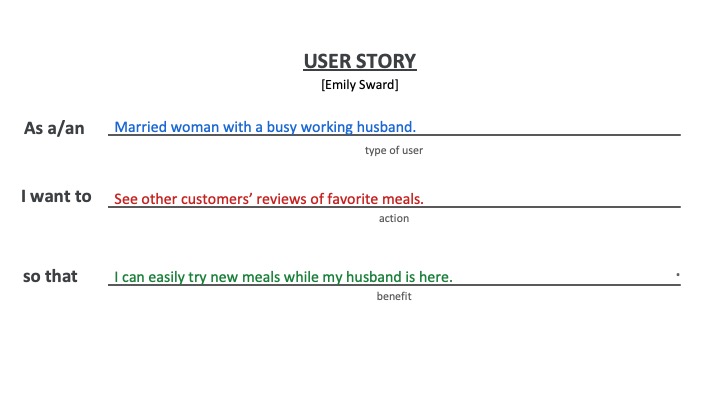 USER STORY
[Emily Sward]
As a/an Married woman with a busy working husband.
type of user
I want to See other customers’ reviews of favorite meals.
action
so that I can easily try new meals while my husband is here. .
benefit